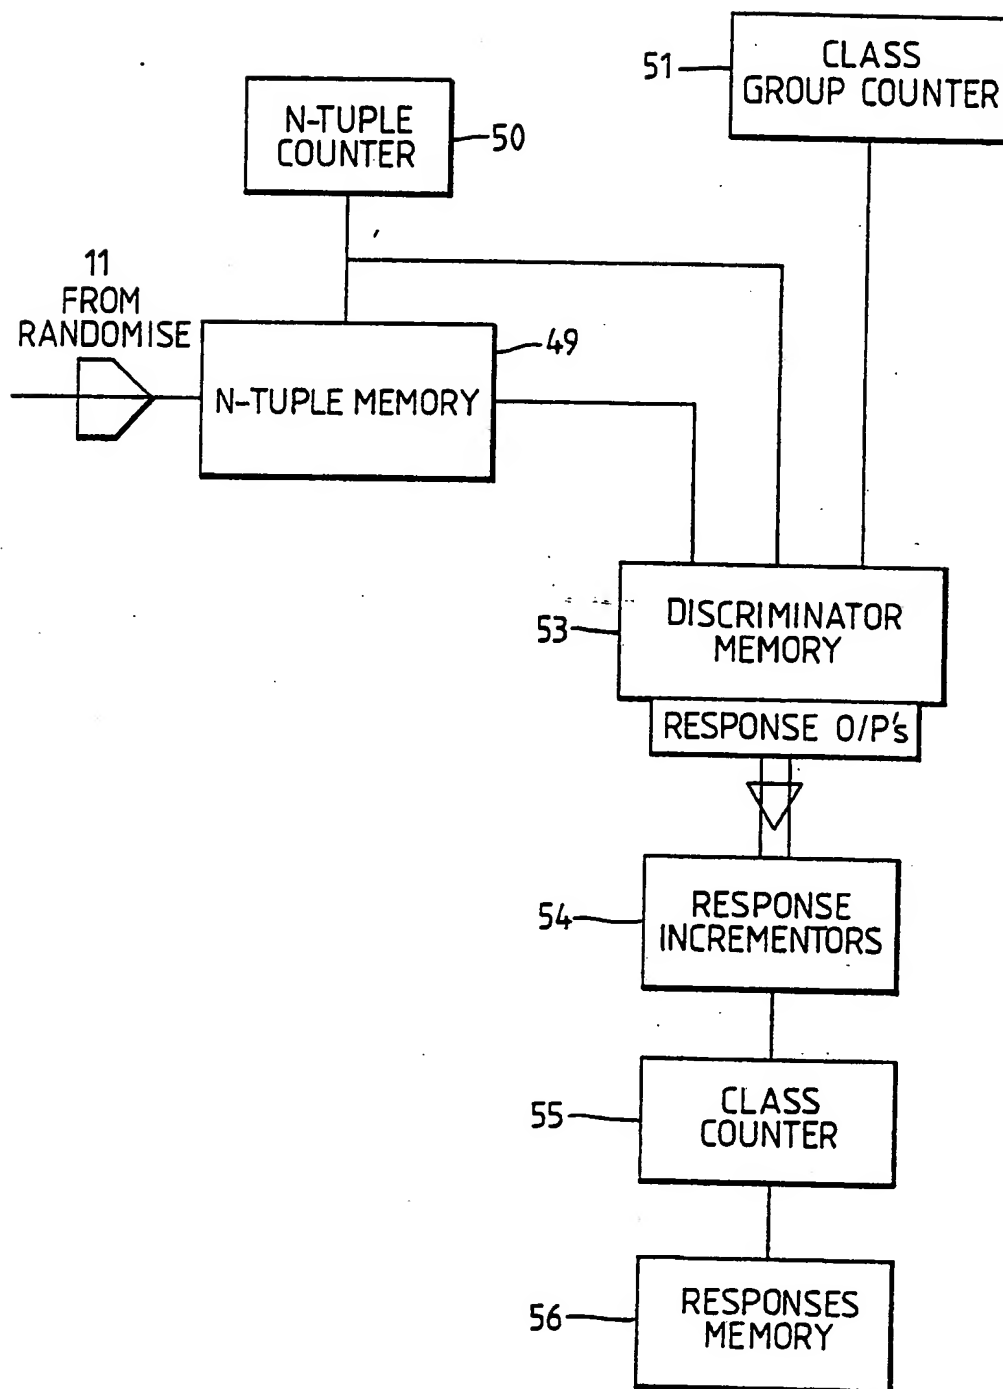 51
CLASS
GROUP COUNTER
N-TUPLE
COUNTER
50
11
FROM
RANDOMISE
49
N-TUPLE MEMORY
53
DISCRIMINATOR
MEMORY
RESPONSE O/P's
54
RESPONSE
INCREMENTORS
55
CLASS
COUNTER
56
RESPONSES
MEMORY